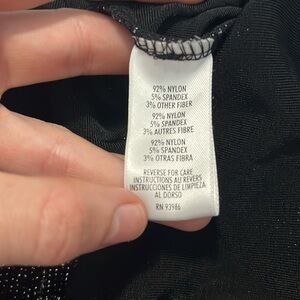 92% NYLON
5% SPANDEX
3% OTHER FIBER
92% NYLON
5% SPANDEX
3% AUTRES FIBRE
92% NYLON
5% SPANDEX
3% OTRAS FIBRA
REVERSE FOR CARE
INSTRUCTIONS AU REVERS
INSTRUCCIONES DE LIMPIEZA
AL DORSO
RN 93986